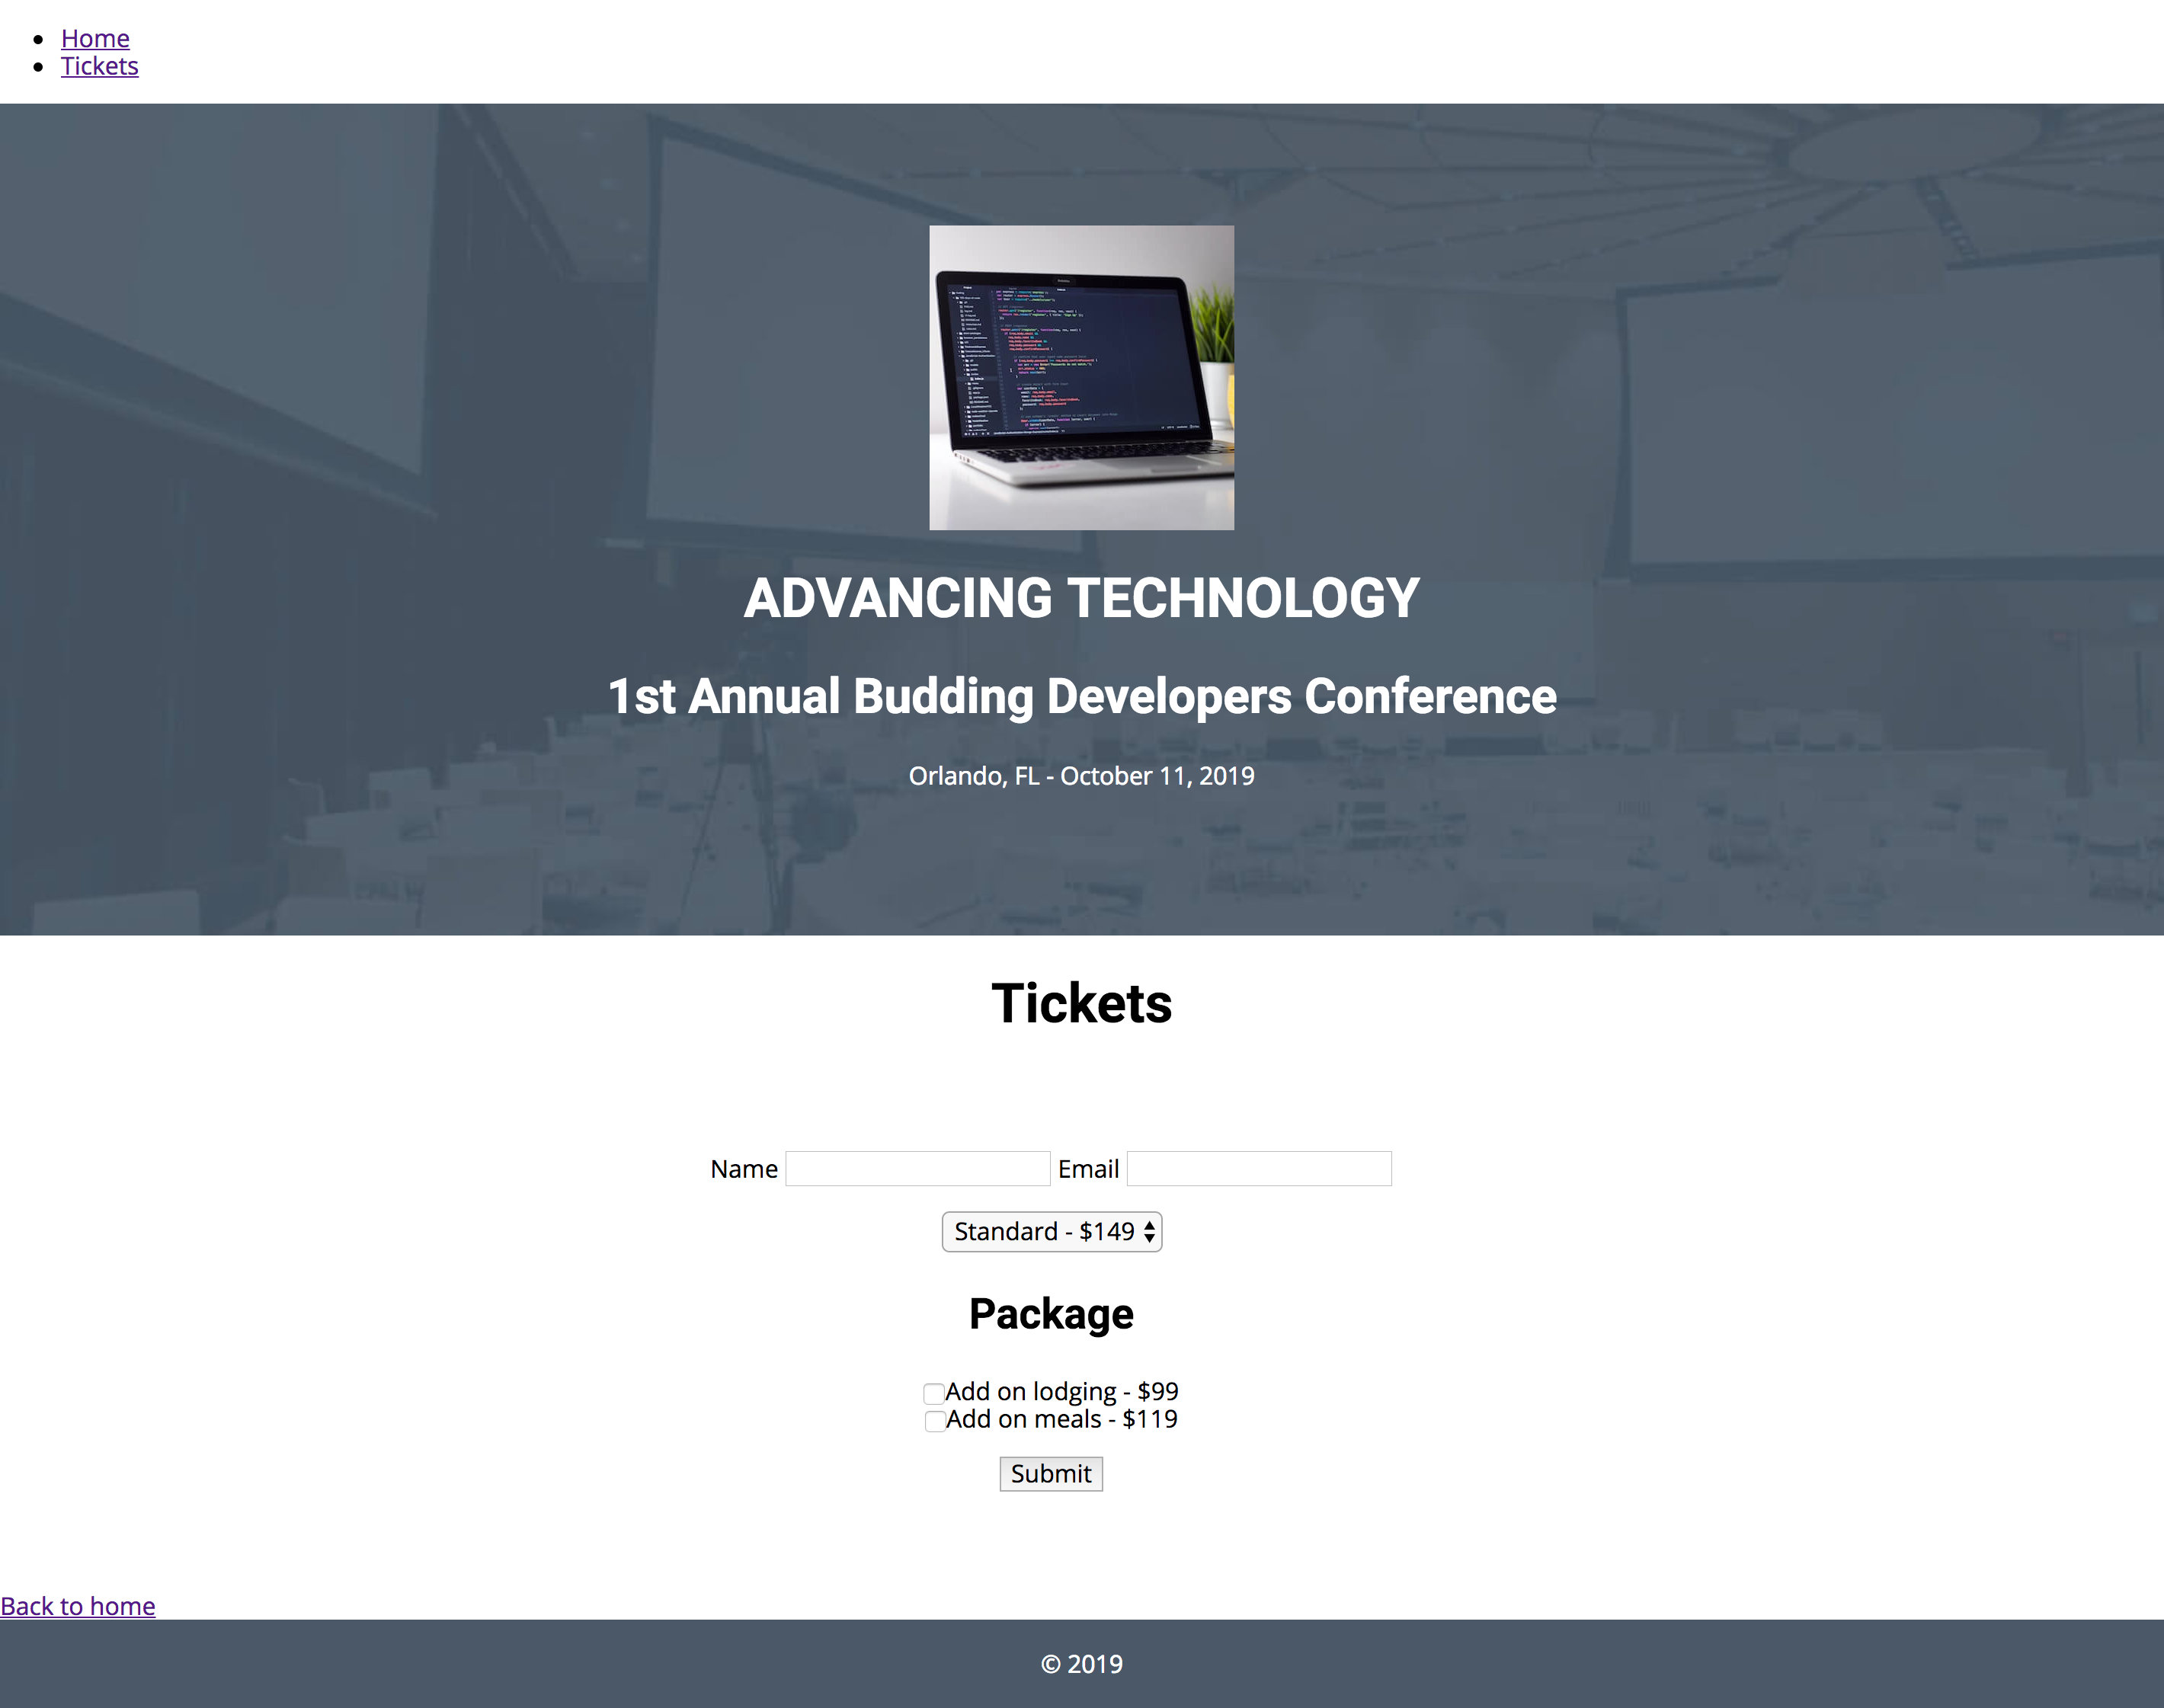 Home
Tickets
ADVANCING TECHNOLOGY
1st Annual Budding Developers Conference
Orlando, FL - October 11, 2019
Tickets
Name Email
Standard - $149
Package
Add on lodging - $99
Add on meals - $119
Submit
Back to home
© 2019